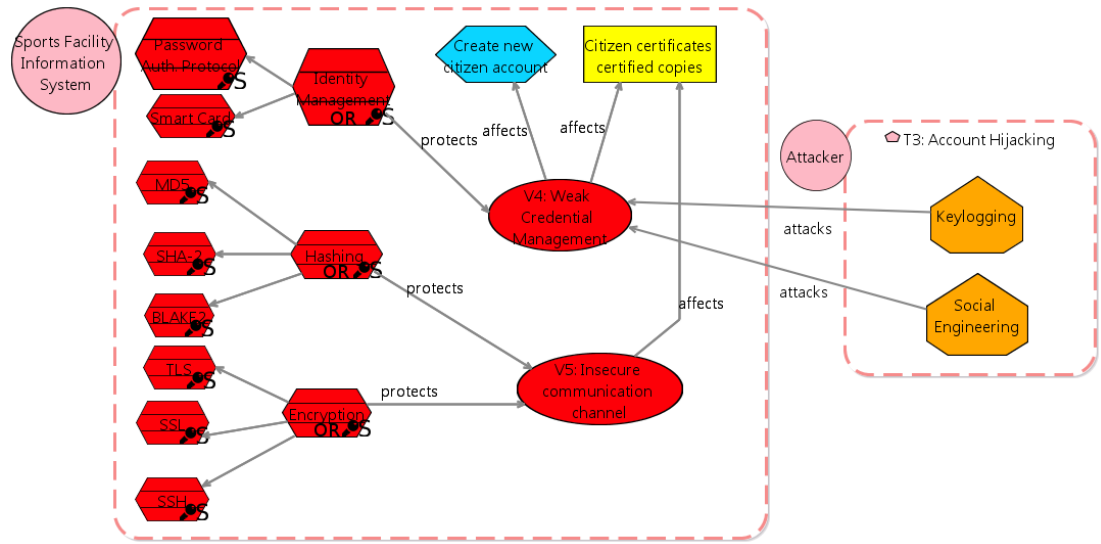 Sports Facility
Information
System
Password
Auth. Protocol
S
Smart Card
S
Identity
Management
OR S
Create new
citizen account
Citizen certificates
certified copies
protects
affects
affects
MD5
S
SHA-2
S
BLAKE2
S
Hashing
OR S
protects
V4: Weak
Credential
Management
TLS
S
SSL
S
SSH
S
Encryption
OR S
protects
V5: Insecure
communication
channel
affects
Attacker
T3: Account Hijacking
Keylogging
attacks
Social
Engineering
attacks